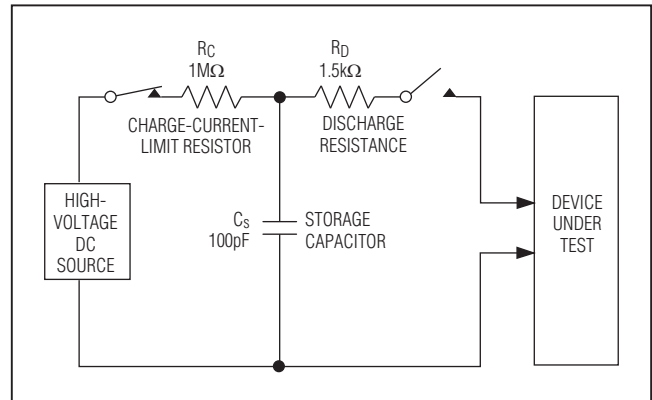 RC
1MΩ
CHARGE-CURRENT-
LIMIT RESISTOR
RD
1.5kΩ
DISCHARGE
RESISTANCE
HIGH-
VOLTAGE
DC
SOURCE
CS
100pF
STORAGE
CAPACITOR
DEVICE
UNDER
TEST